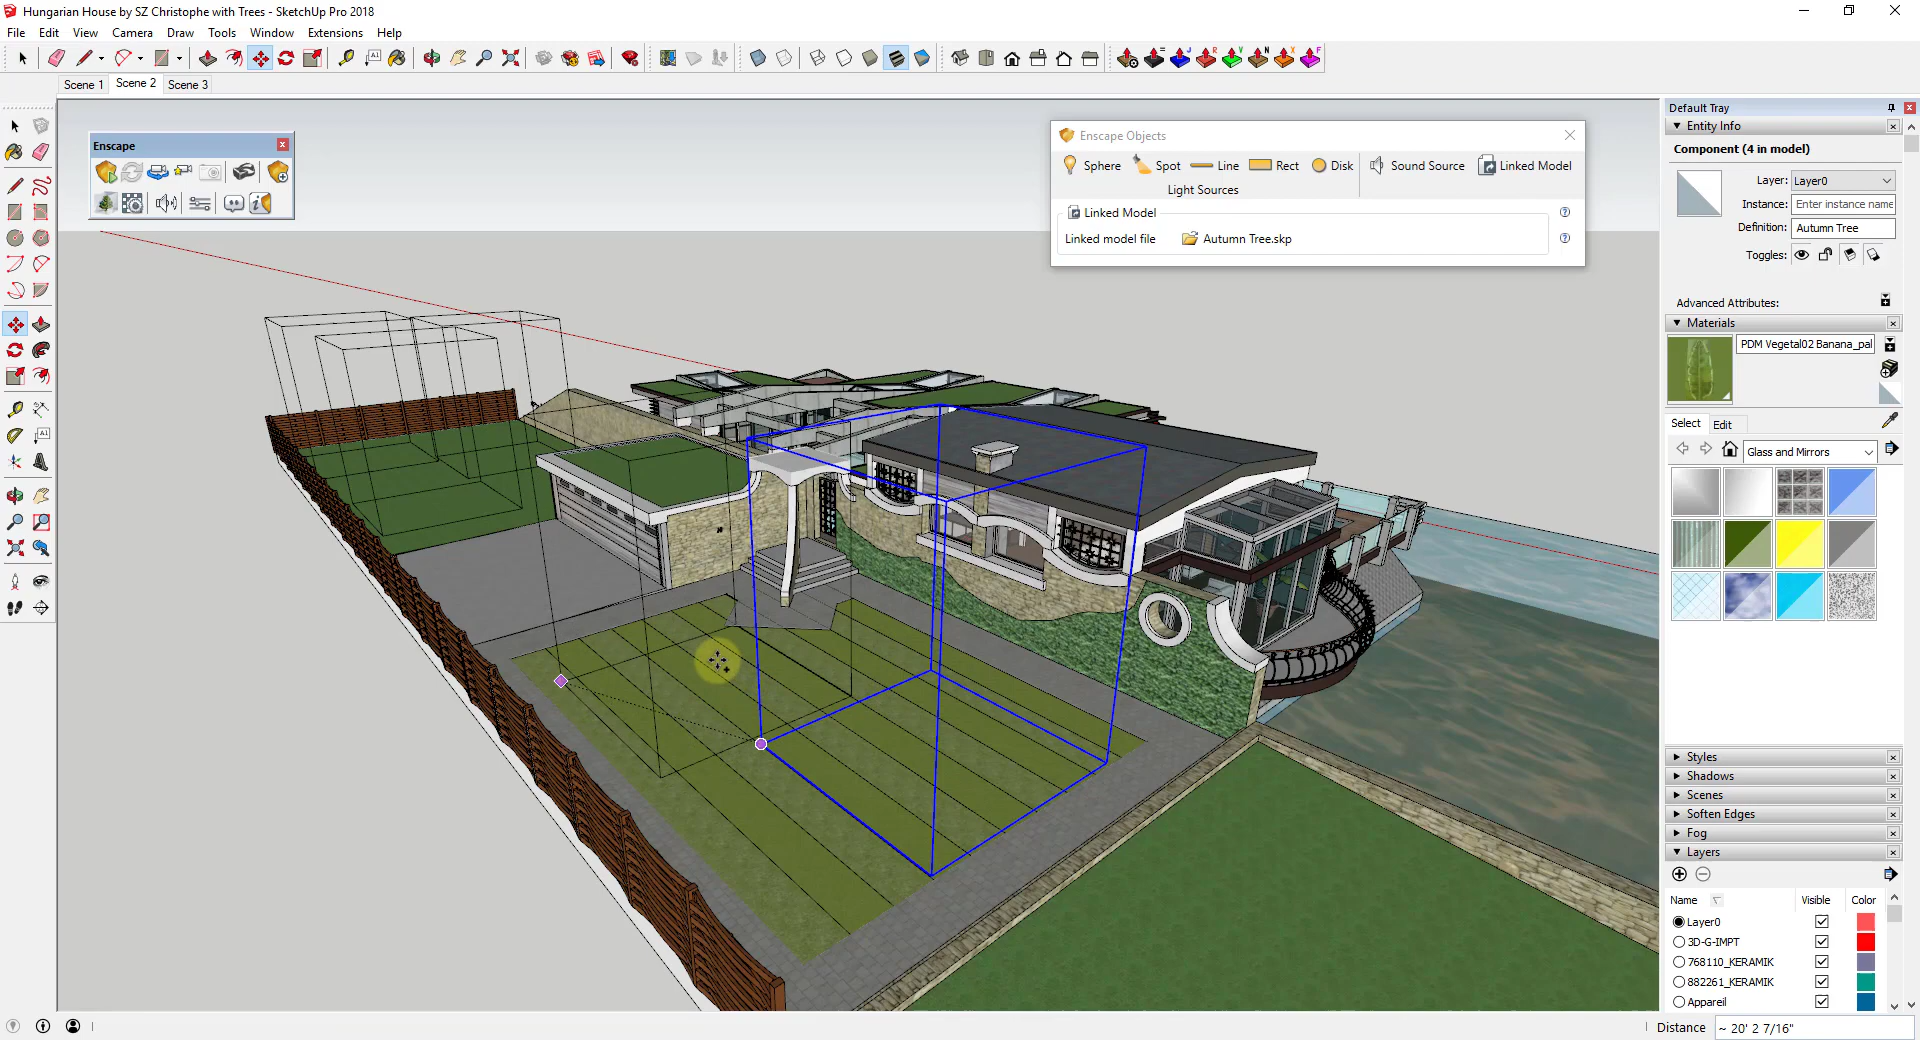 Hungarian House by SZ Christophe with Trees - SketchUp Pro 2018
File Edit View Camera Draw Tools Window Extensions Help
Scene 1 Scene 2 Scene 3
Enscape
Enscape Objects
Sphere Spot Line Rect Disk Sound Source Linked Model
Light Sources
Linked Model
Linked model file Autumn Tree.skp
Default Tray
Entity Info
Component (4 in model)
Layer: Layer0
Instance: Enter instance name
Definition: Autumn Tree
Toggles:
Advanced Attributes:
Materials
PDM Vegetal02 Banana_pal
Select Edit
Glass and Mirrors
Styles
Shadows
Scenes
Soften Edges
Fog
Layers
Name Visible Color
Layer0
3D-G-IMPT
768110_KERAMIK
882261_KERAMIK
Appareil
Distance ~ 20' 2 7/16"